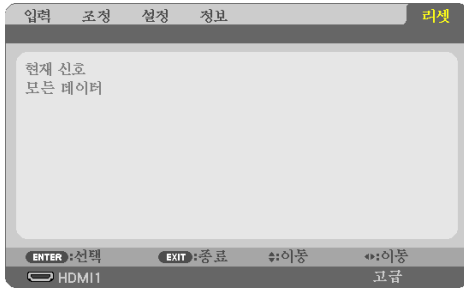 입력 조정 설정 정보 리셋
현재 신호
모든 데이터
ENTER:선택 EXIT:종료 :이동 :이동
HDMI1 고급